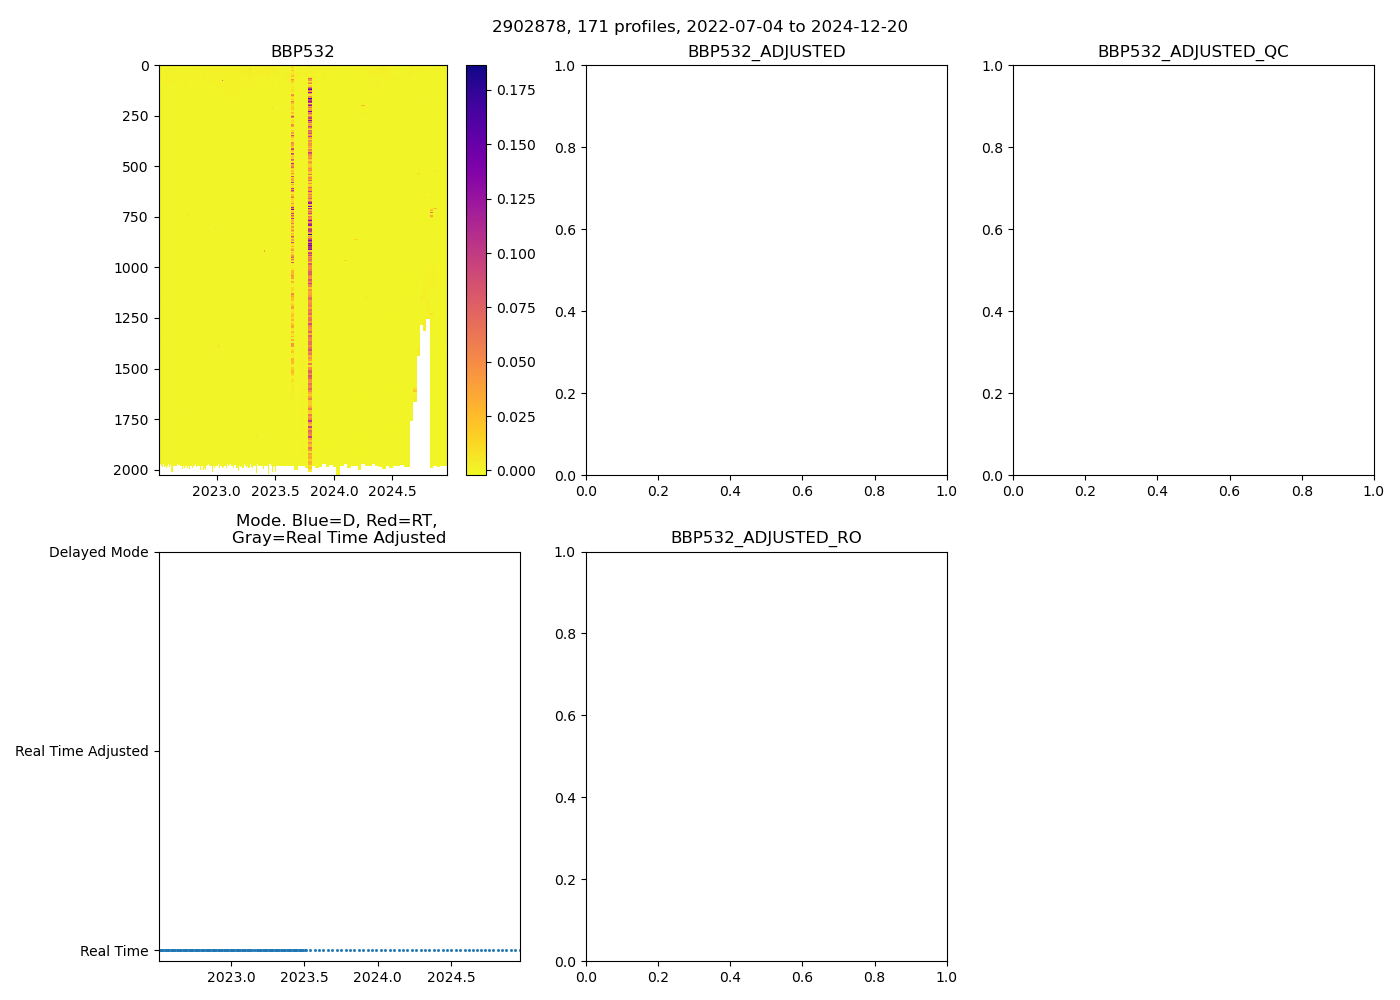 2902878, 171 profiles, 2022-07-04 to 2024-12-20
BBP532
0
250
500
750
1000
1250
1500
1750
2000
2023.0 2023.5 2024.0 2024.5
0.175
0.150
0.125
0.100
0.075
0.050
0.025
0.000
BBP532_ADJUSTED
1.0
0.8
0.6
0.4
0.2
0.0
0.0 0.2 0.4 0.6 0.8 1.0
BBP532_ADJUSTED_QC
1.0
0.8
0.6
0.4
0.2
0.0
0.0 0.2 0.4 0.6 0.8 1.0
Mode. Blue=D, Red=RT,
Gray=Real Time Adjusted
Delayed Mode
Real Time Adjusted
Real Time
2023.0 2023.5 2024.0 2024.5
BBP532_ADJUSTED_RO
1.0
0.8
0.6
0.4
0.2
0.0
0.0 0.2 0.4 0.6 0.8 1.0